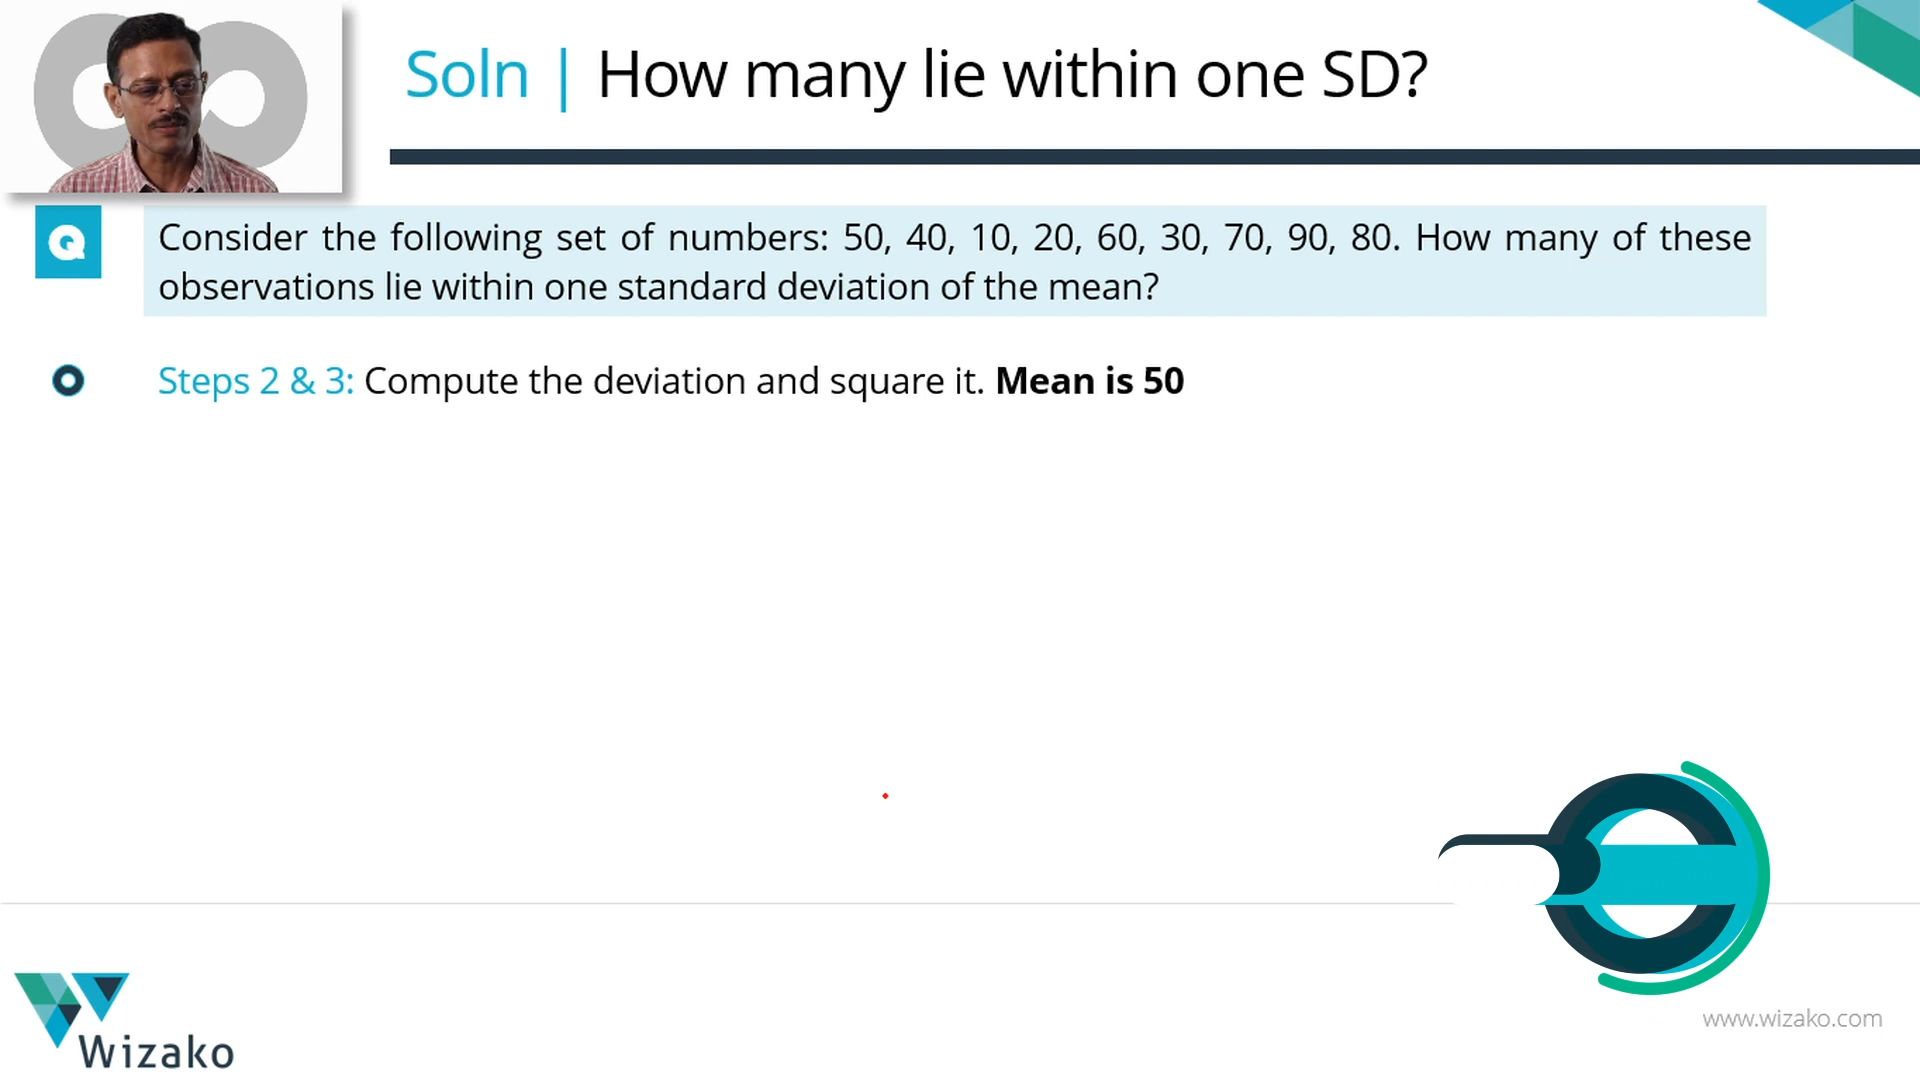 Soln | How many lie within one SD?
Q
Consider the following set of numbers: 50, 40, 10, 20, 60, 30, 70, 90, 80. How many of these
observations lie within one standard deviation of the mean?
Steps 2 & 3: Compute the deviation and square it. Mean is 50
www.wizako.com
Wizako